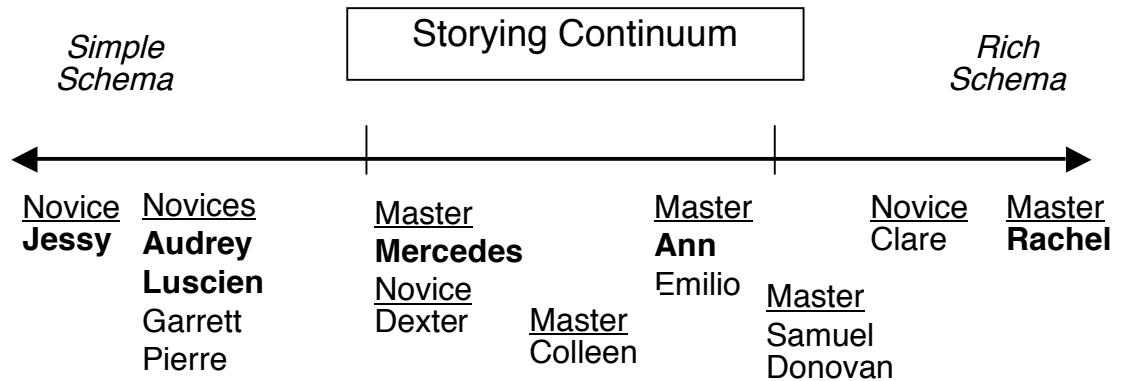 Storying Continuum
Simple
Schema
Rich
Schema
Novice
Jessy
Novices
Audrey
Luscien
Garrett
Pierre
Master
Mercedes
Novice
Dexter
Master
Colleen
Master
Ann
Emilio
Master
Samuel
Donovan
Novice
Clare
Master
Rachel